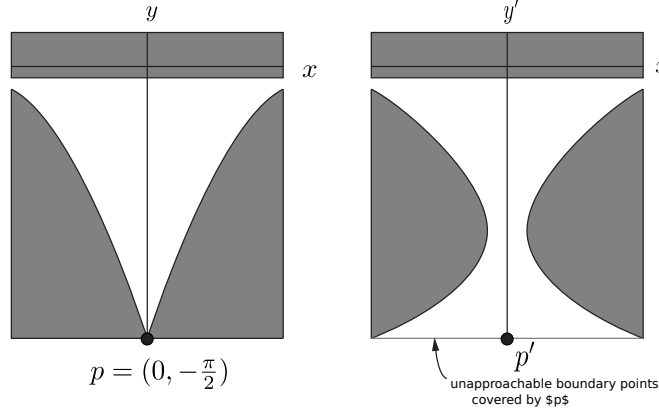 y
y′
x
p = (0, −π/2)
p′
unapproachable boundary points
covered by $p$